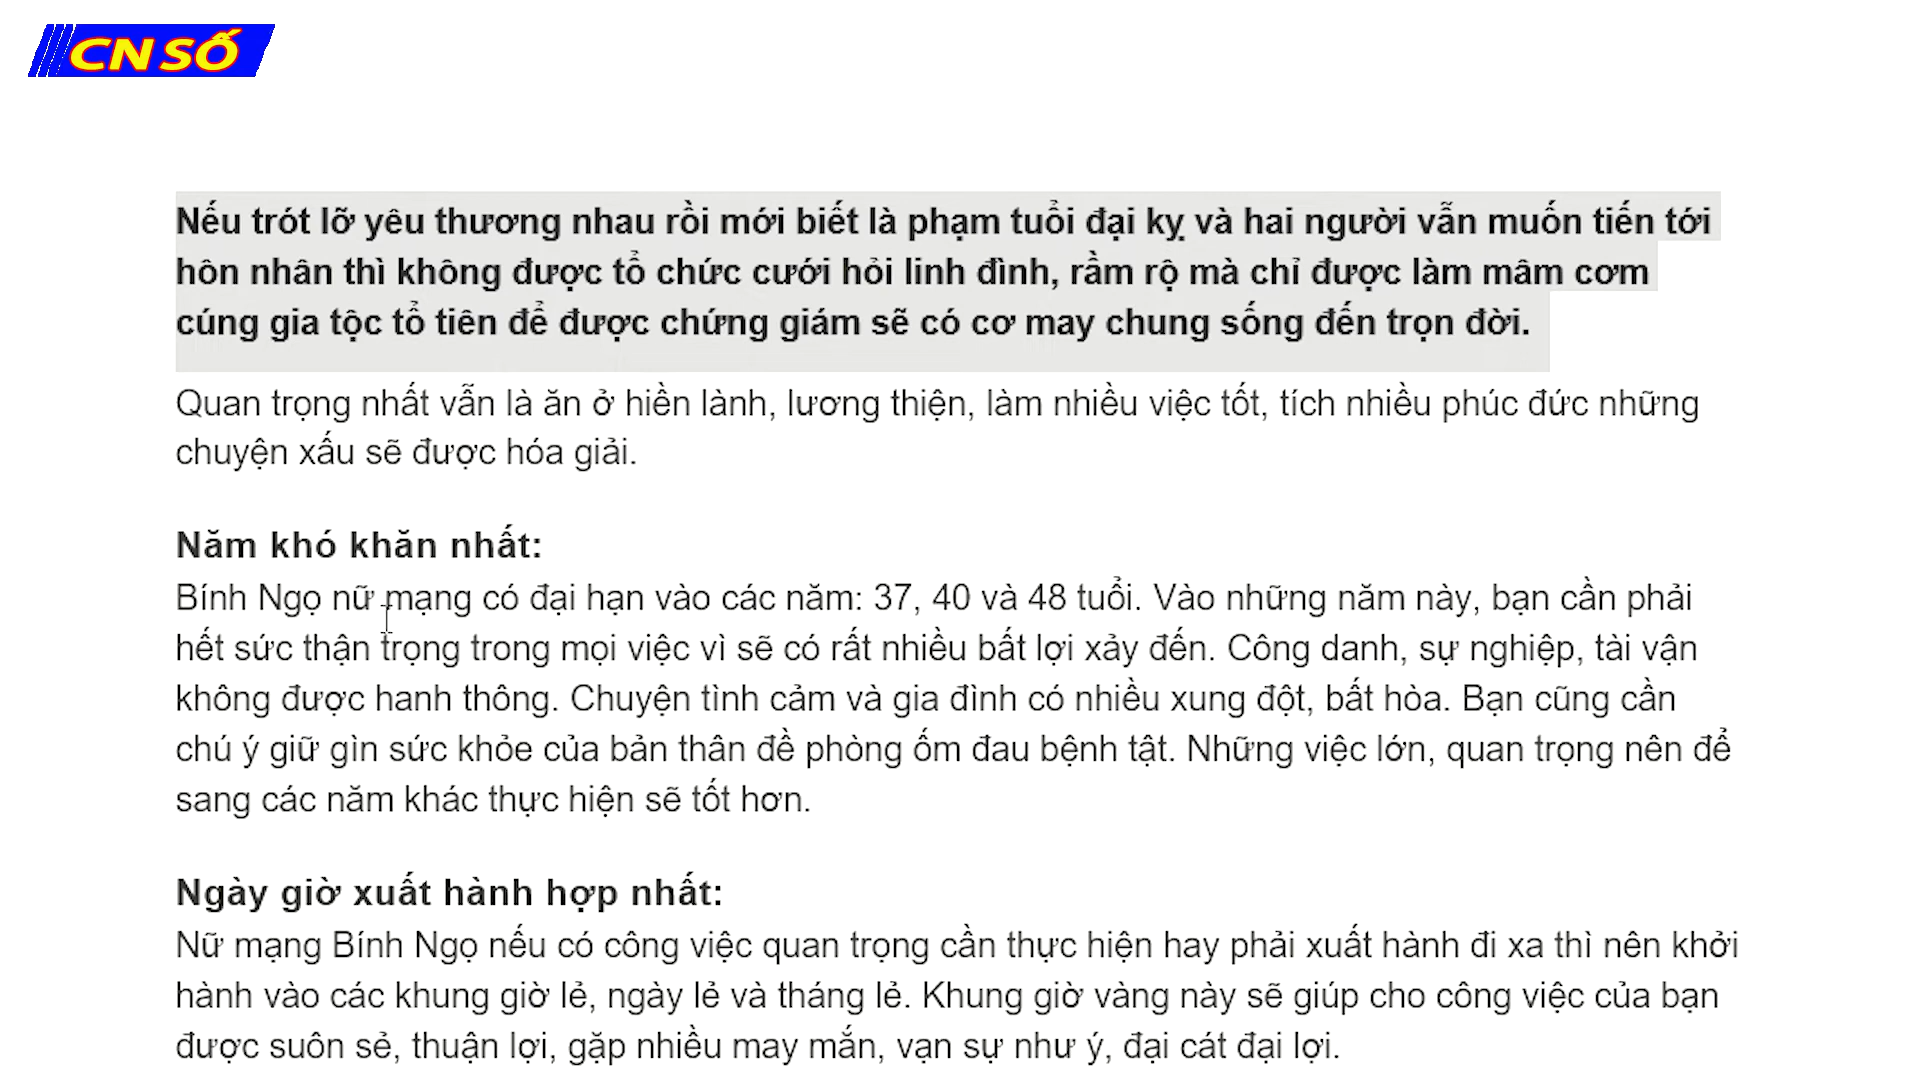 CN SỐ
Nếu trót lỡ yêu thương nhau rồi mới biết là phạm tuổi đại kỵ và hai người vẫn muốn tiến tới
hôn nhân thì không được tổ chức cưới hỏi linh đình, rầm rộ mà chỉ được làm mâm cơm
cúng gia tộc tổ tiên để được chứng giám sẽ có cơ may chung sống đến trọn đời.
Quan trọng nhất vẫn là ăn ở hiền lành, lương thiện, làm nhiều việc tốt, tích nhiều phúc đức những
chuyện xấu sẽ được hóa giải.
Năm khó khăn nhất:
Bính Ngọ nữ mạng có đại hạn vào các năm: 37, 40 và 48 tuổi. Vào những năm này, bạn cần phải
hết sức thận trọng trong mọi việc vì sẽ có rất nhiều bất lợi xảy đến. Công danh, sự nghiệp, tài vận
không được hanh thông. Chuyện tình cảm và gia đình có nhiều xung đột, bất hòa. Bạn cũng cần
chú ý giữ gìn sức khỏe của bản thân đề phòng ốm đau bệnh tật. Những việc lớn, quan trọng nên để
sang các năm khác thực hiện sẽ tốt hơn.
Ngày giờ xuất hành hợp nhất:
Nữ mạng Bính Ngọ nếu có công việc quan trọng cần thực hiện hay phải xuất hành đi xa thì nên khởi
hành vào các khung giờ lẻ, ngày lẻ và tháng lẻ. Khung giờ vàng này sẽ giúp cho công việc của bạn
được suôn sẻ, thuận lợi, gặp nhiều may mắn, vạn sự như ý, đại cát đại lợi.